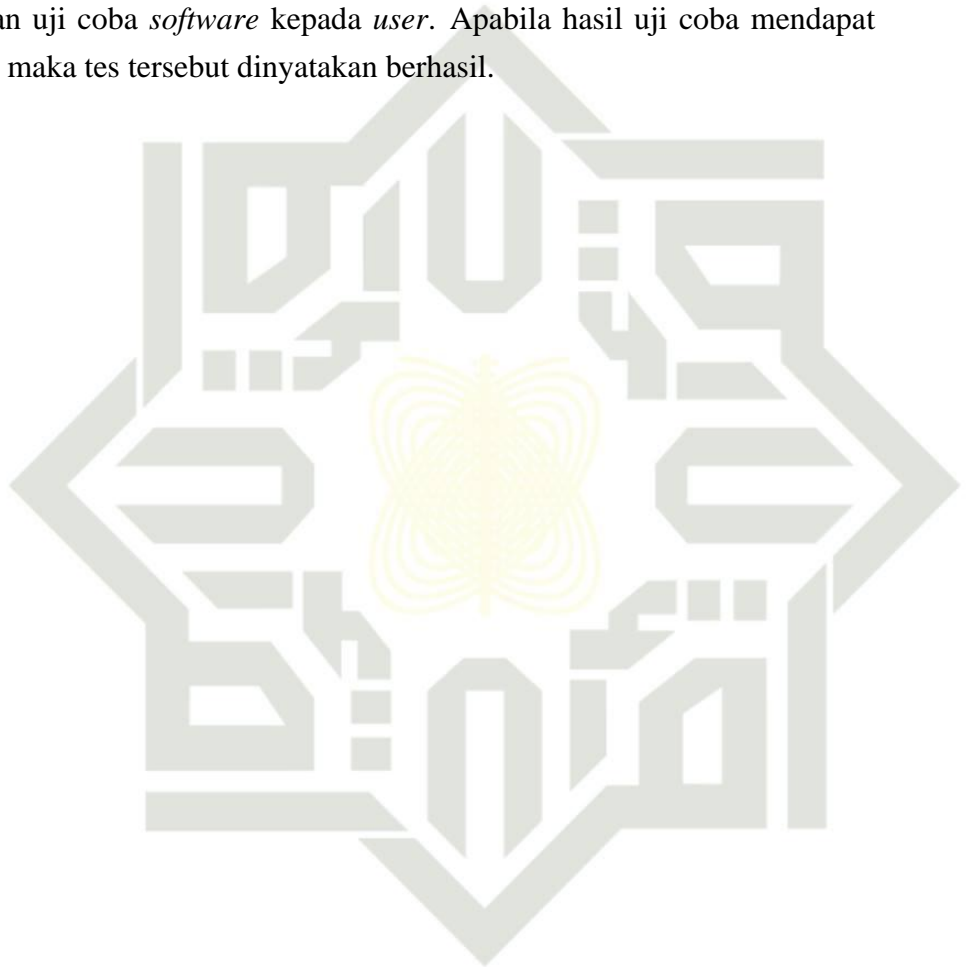 an uji coba software kepada user. Apabila hasil uji coba mendapat
maka tes tersebut dinyatakan berhasil.